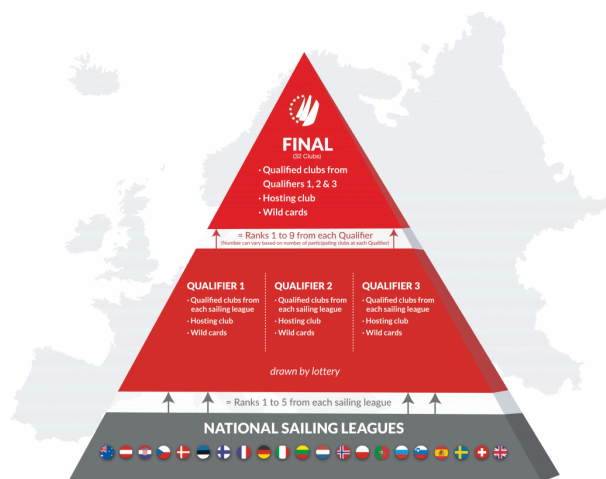 FINAL
(32 Clubs)
· Qualified clubs from
Qualifiers 1, 2 & 3
· Hosting club
· Wild cards
= Ranks 1 to 9 from each Qualifier
(Number can vary based on number of participating clubs at each Qualifier)
QUALIFIER 1
· Qualified clubs from
each sailing league
· Hosting club
· Wild cards
QUALIFIER 2
· Qualified clubs from
each sailing league
· Hosting club
· Wild cards
QUALIFIER 3
· Qualified clubs from
each sailing league
· Hosting club
· Wild cards
drawn by lottery
= Ranks 1 to 5 from each sailing league
NATIONAL SAILING LEAGUES